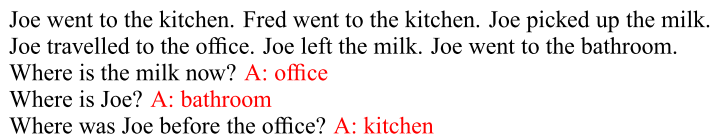 Joe went to the kitchen. Fred went to the kitchen. Joe picked up the milk.
Joe travelled to the office. Joe left the milk. Joe went to the bathroom.
Where is the milk now? A: office
Where is Joe? A: bathroom
Where was Joe before the office? A: kitchen